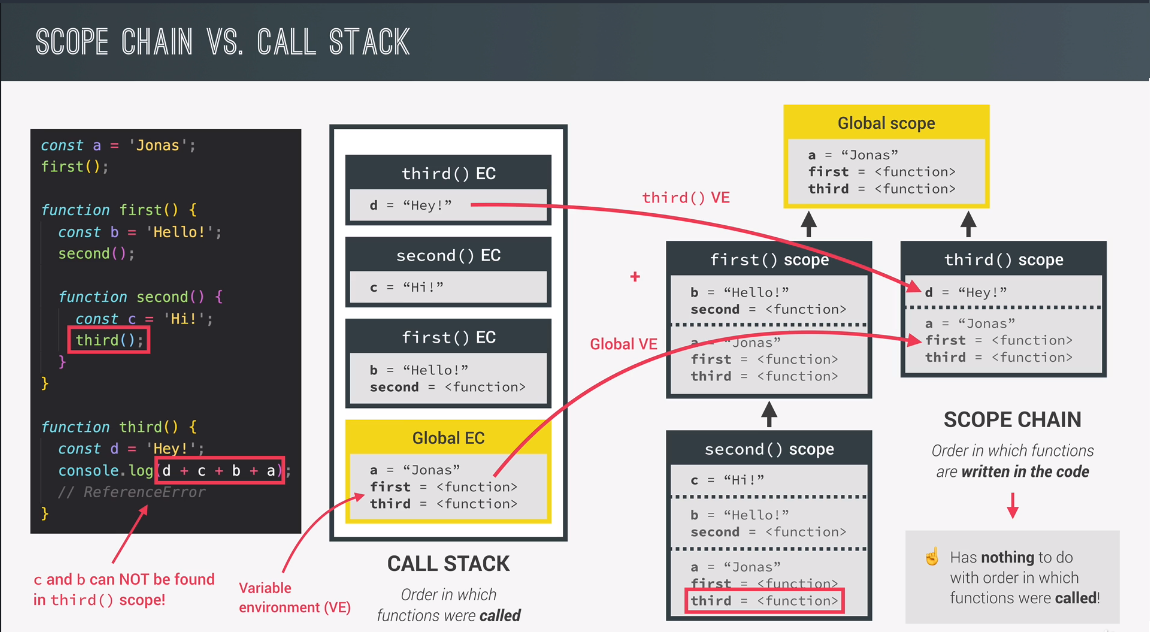 SCOPE CHAIN VS. CALL STACK
const a = 'Jonas';
first();
function first() {
const b = 'Hello!';
second();
function second() {
const c = 'Hi!';
third();
}
}
function third() {
const d = 'Hey!';
console.log(d + c + b + a);
// ReferenceError
}
c and b can NOT be found
in third() scope!
third() EC
d = “Hey!”
second() EC
c = “Hi!”
first() EC
b = “Hello!”
second = <function>
Global EC
a = “Jonas”
first = <function>
third = <function>
Variable
environment (VE)
CALL STACK
Order in which
functions were called
third() VE
+
Global VE
Global scope
a = “Jonas”
first = <function>
third = <function>
first() scope
b = “Hello!”
second = <function>
a = “Jonas”
first = <function>
third = <function>
second() scope
c = “Hi!”
b = “Hello!”
second = <function>
a = “Jonas”
first = <function>
third = <function>
third() scope
d = “Hey!”
a = “Jonas”
first = <function>
third = <function>
SCOPE CHAIN
Order in which functions
are written in the code
☝️ Has nothing to do
with order in which
functions were called!